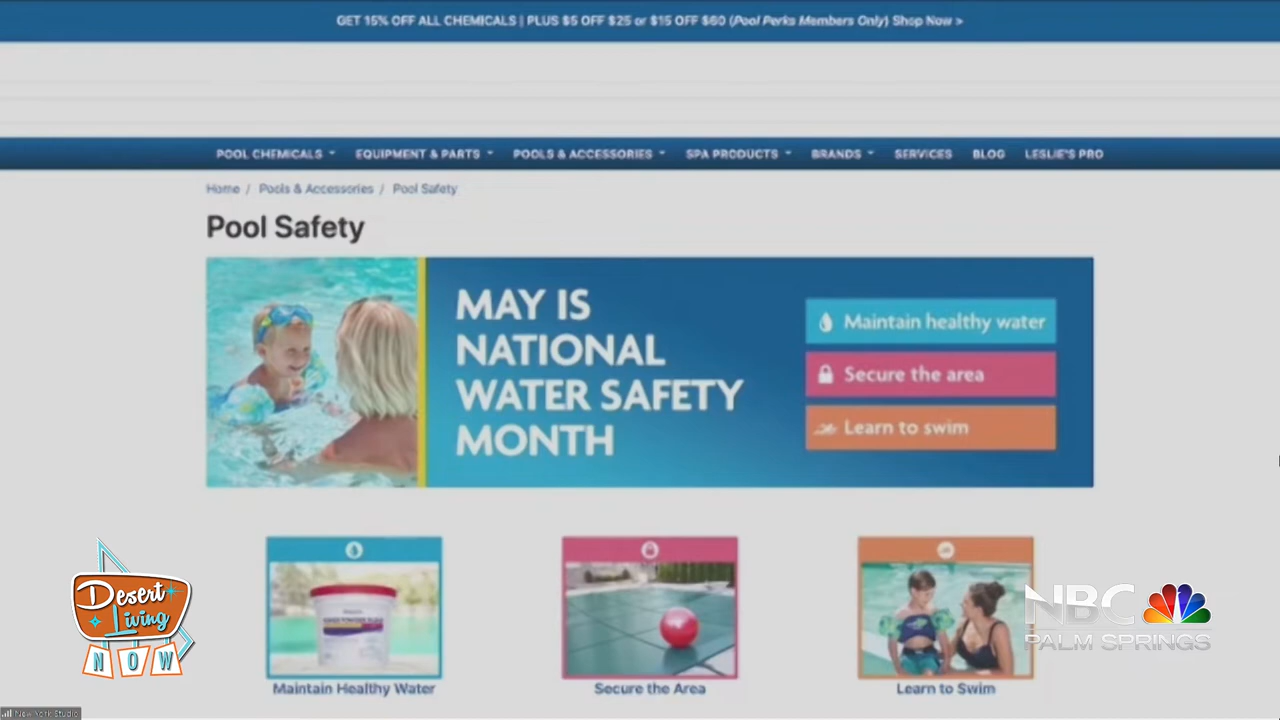 GET 15% OFF ALL CHEMICALS | PLUS $5 OFF $25 or $15 OFF $60 (Pool Perks Members Only) Shop Now >
POOL CHEMICALS EQUIPMENT & PARTS POOLS & ACCESSORIES SPA PRODUCTS BRANDS SERVICES BLOG LESLIE'S PRO
Home / Pools & Accessories / Pool Safety
Pool Safety
MAY IS
NATIONAL
WATER SAFETY
MONTH
Maintain healthy water
Secure the area
Learn to swim
Maintain Healthy Water
Secure the Area
Learn to Swim
Desert
Living
NOW
NBC
PALM SPRINGS
New York Studio